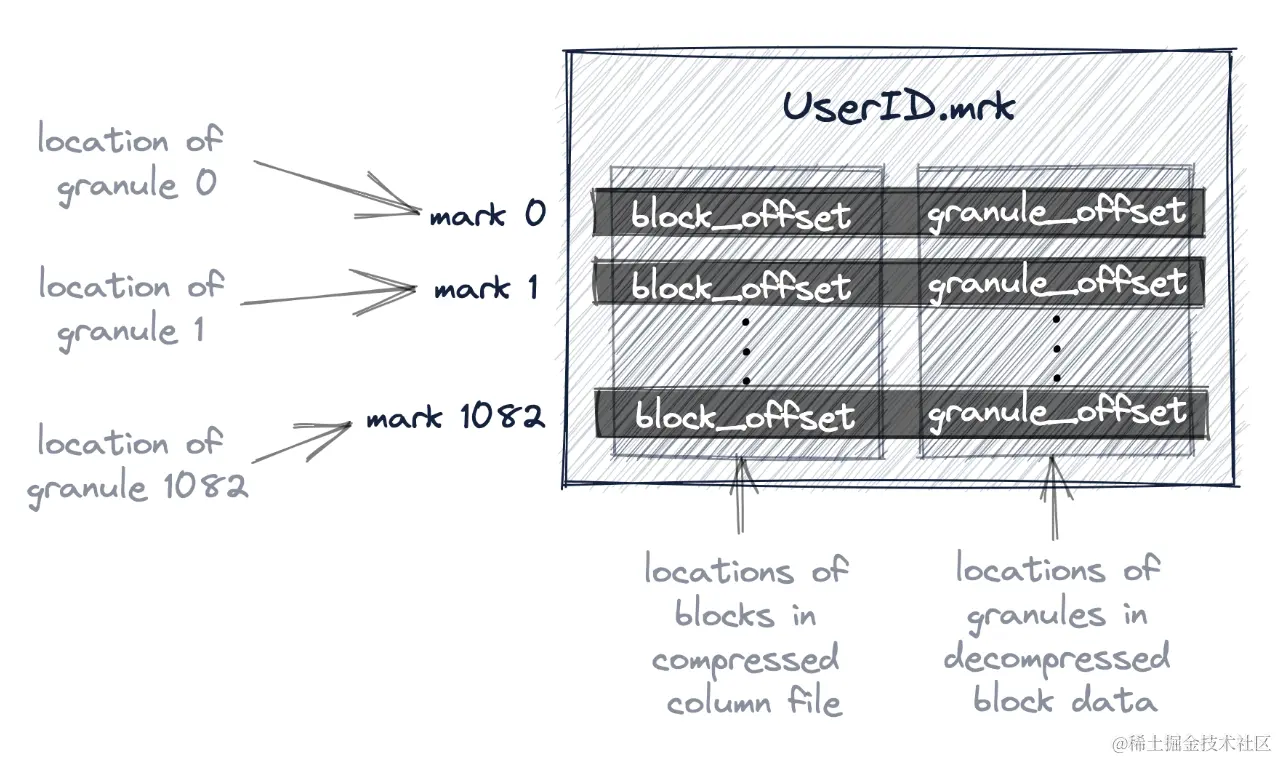 UserID.mrk
location of
granule 0
mark 0
block_offset
granule_offset
location of
granule 1
mark 1
block_offset
granule_offset
location of
granule 1082
mark 1082
block_offset
granule_offset
locations of
blocks in
compressed
column file
locations of
granules in
decompressed
block data
@稀土掘金技术社区